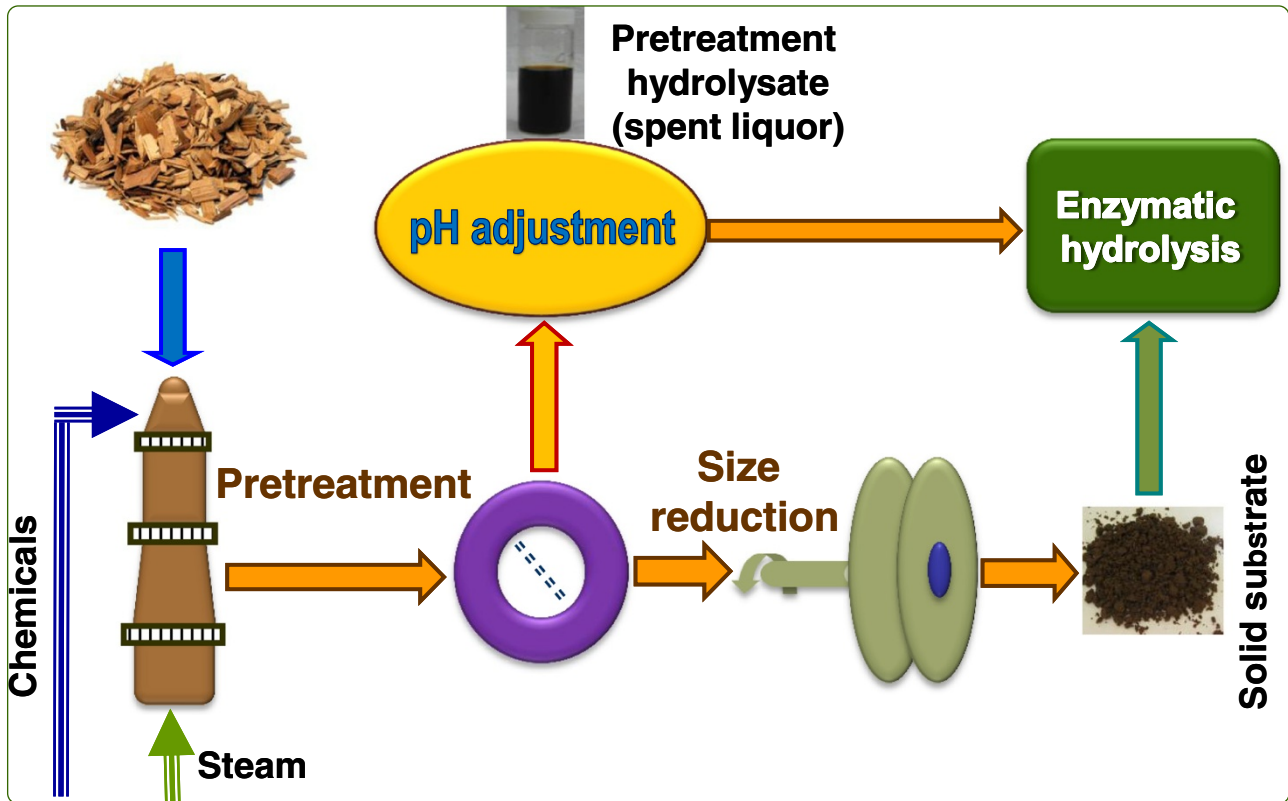 Pretreatment
hydrolysate
(spent liquor)
pH adjustment
Enzymatic
hydrolysis
Pretreatment
Size
reduction
Chemicals
Solid substrate
Steam